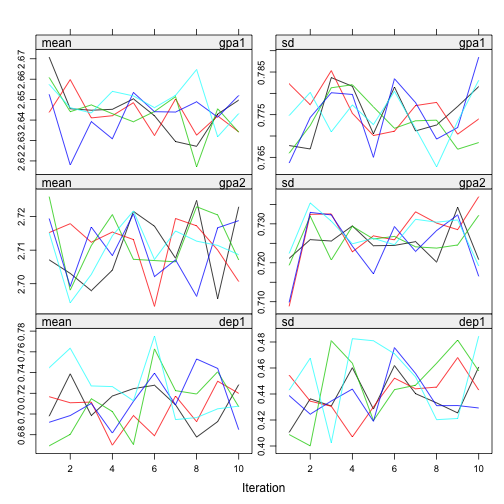 mean gpa1 sd gpa1
2.62 2.63 2.64 2.65 2.66 2.67
0.765 0.775 0.785
mean gpa2 sd gpa2
2.70 2.71 2.72
0.710 0.720 0.730
mean dep1 sd dep1
0.68 0.70 0.72 0.74 0.76 0.78
0.40 0.42 0.44 0.46 0.48
2 4 6 8 10 2 4 6 8 10
Iteration